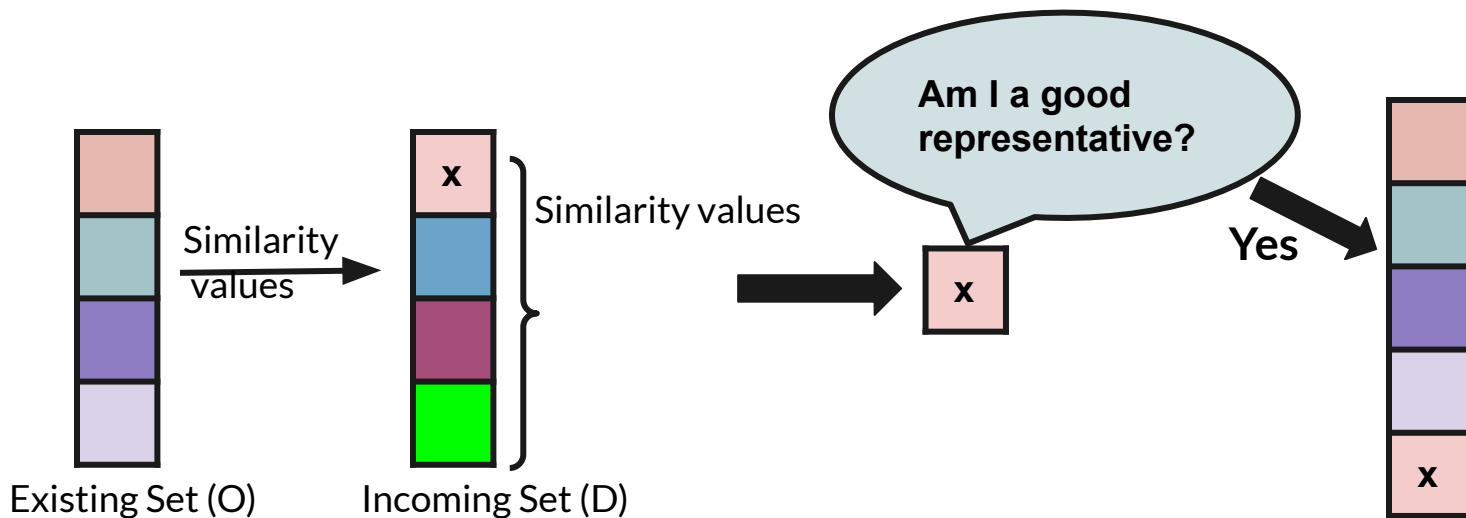 Am I a good
representative?
x
Similarity values
Similarity
values
Yes
x
x
Existing Set (O)
Incoming Set (D)